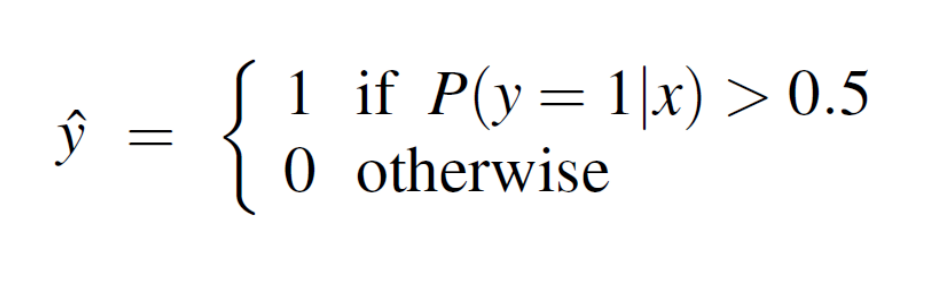 ŷ = { 1 if P(y = 1|x) > 0.5
0 otherwise